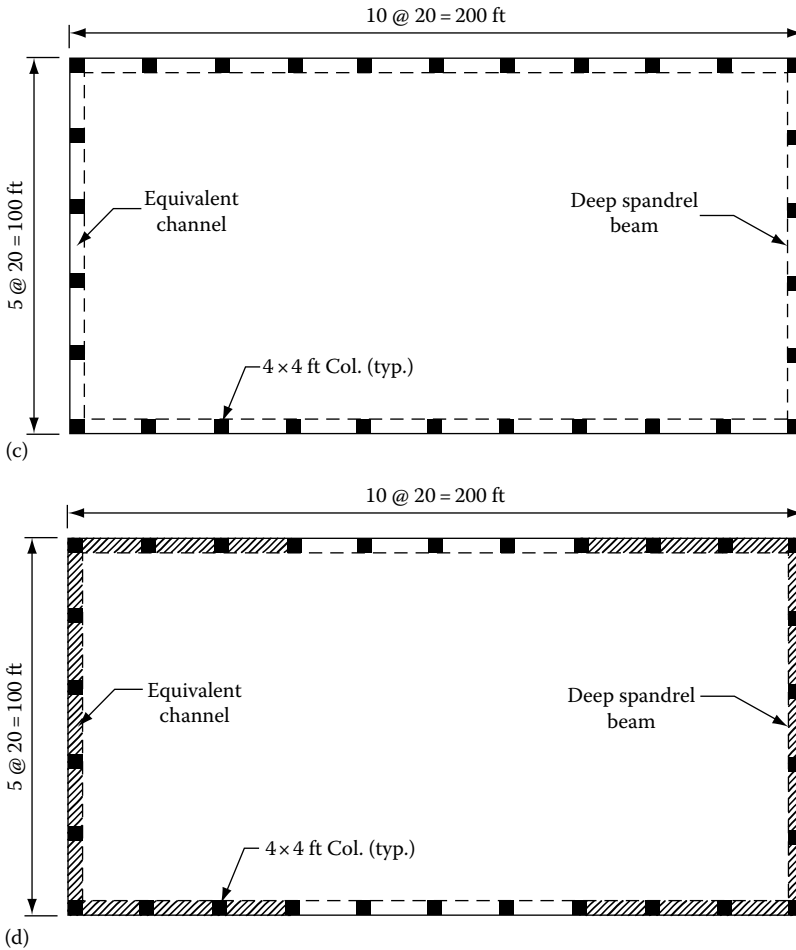 10 @ 20 = 200 ft
5 @ 20 = 100 ft
Equivalent
channel
Deep spandrel
beam
4 × 4 ft Col. (typ.)
(c)
10 @ 20 = 200 ft
5 @ 20 = 100 ft
Equivalent
channel
Deep spandrel
beam
4 × 4 ft Col. (typ.)
(d)